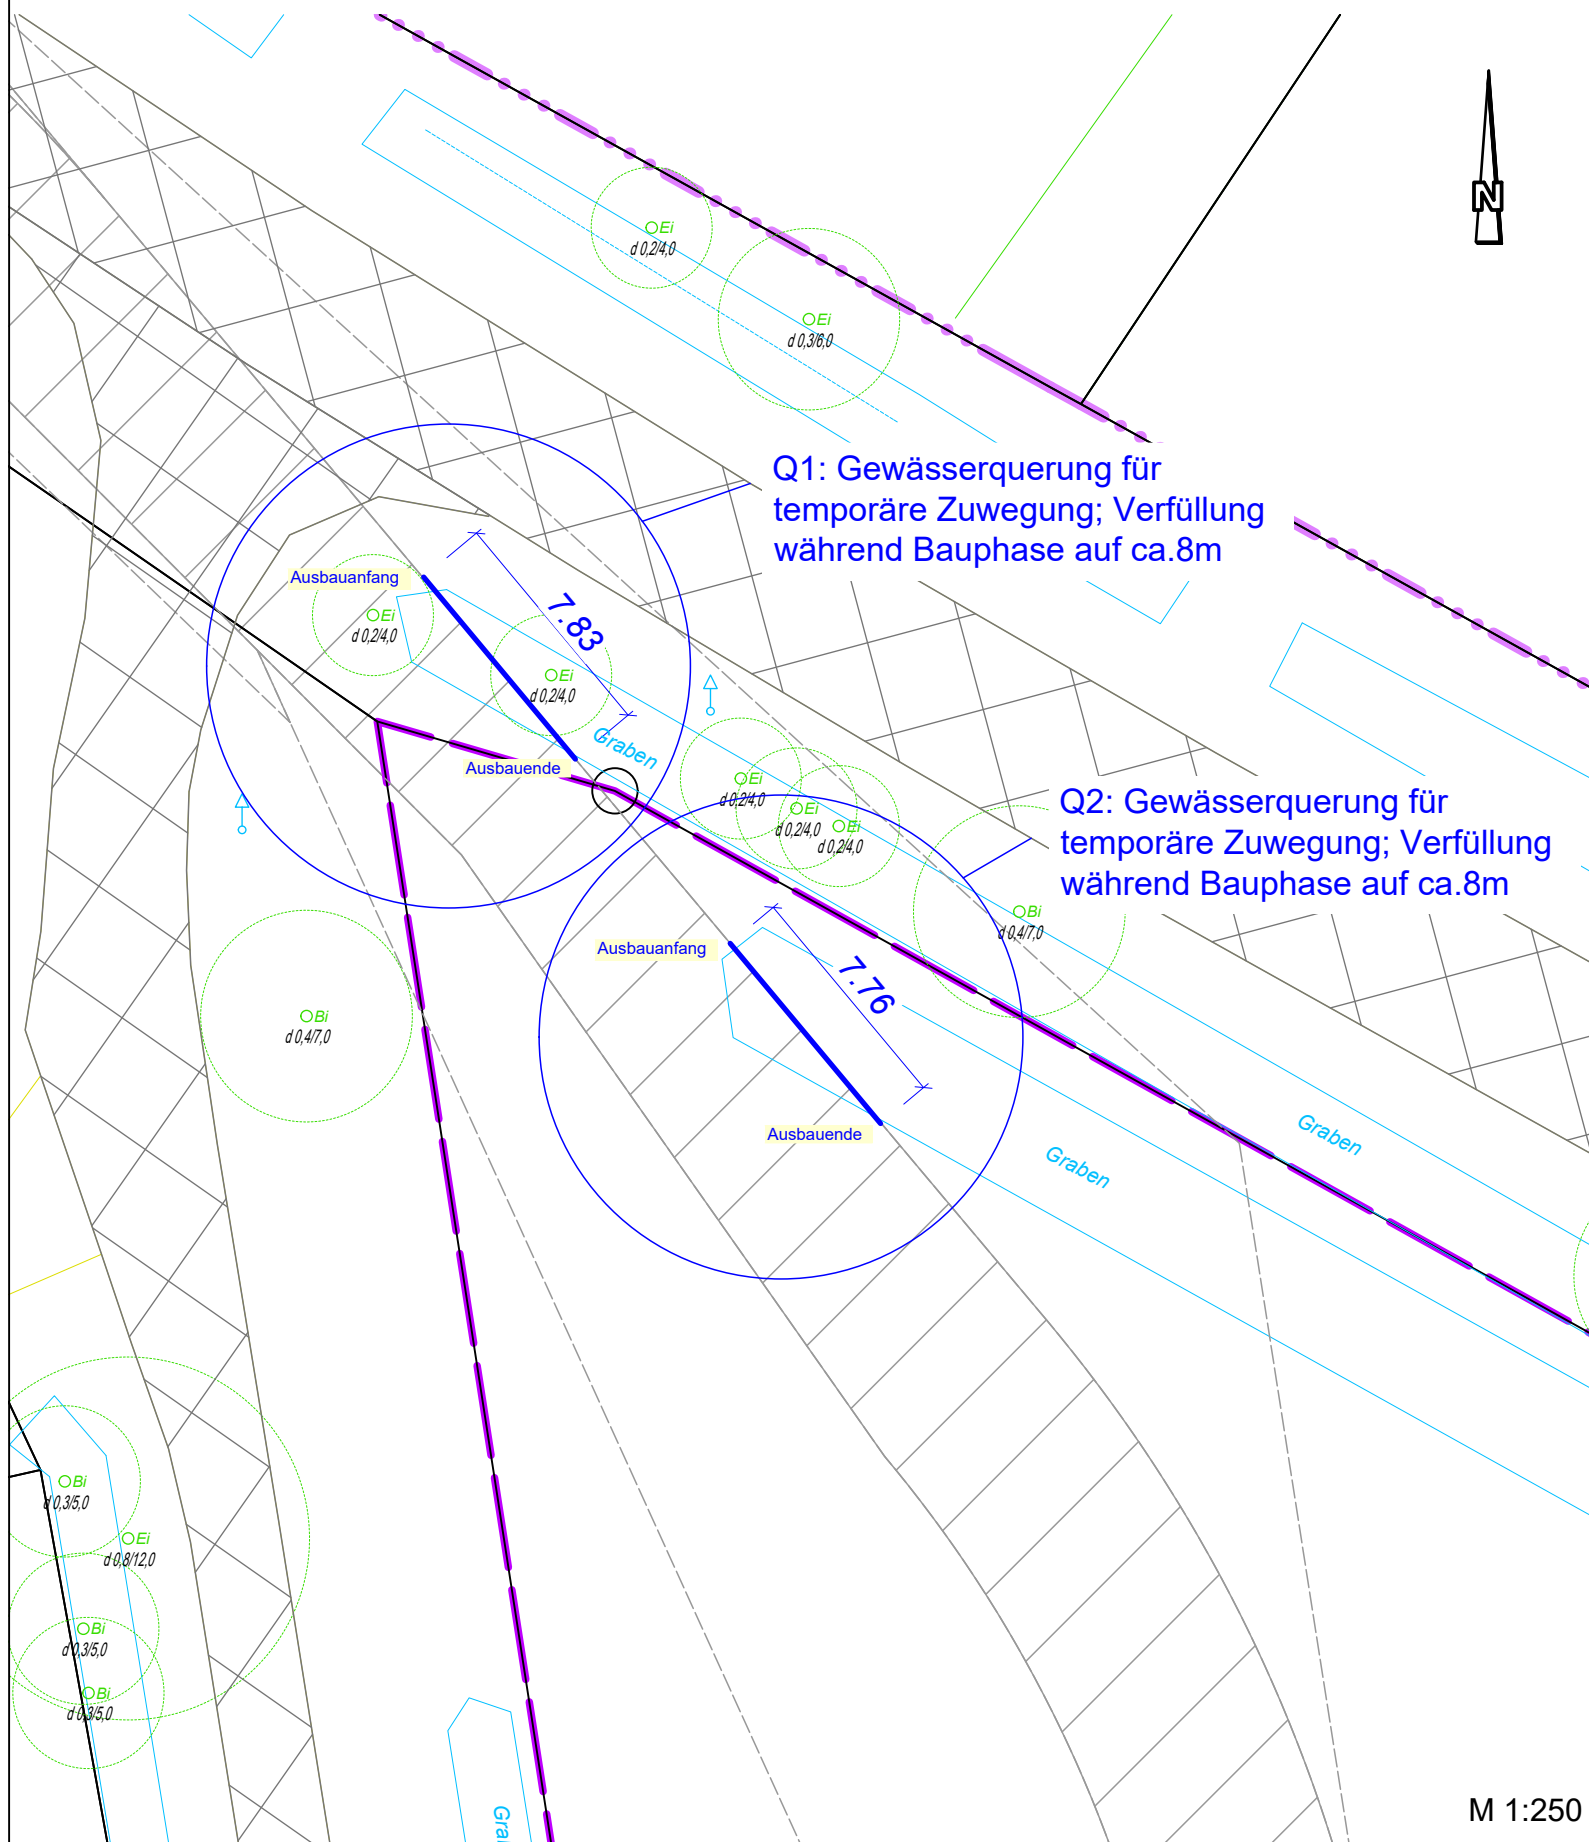 Ei
d 0,2/4,0
N
Ei
d 0,3/6,0
Q1: Gewässerquerung für
temporäre Zuwegung; Verfüllung
während Bauphase auf ca.8m
Ausbauanfang
7.83
Ei
d 0,2/4,0
Ei
d 0,2/4,0
Graben
Ausbauende
Ei
d 0,2/4,0
Ei
d 0,2/4,0
Ei
d 0,2/4,0
Q2: Gewässerquerung für
temporäre Zuwegung; Verfüllung
während Bauphase auf ca.8m
Bi
d 0,4/7,0
Ausbauanfang
7.76
Bi
d 0,4/7,0
Ausbauende
Graben
Graben
Bi
d 0,3/5,0
Ei
d 0,8/12,0
Bi
d 0,3/5,0
Bi
d 0,3/5,0
M 1:250